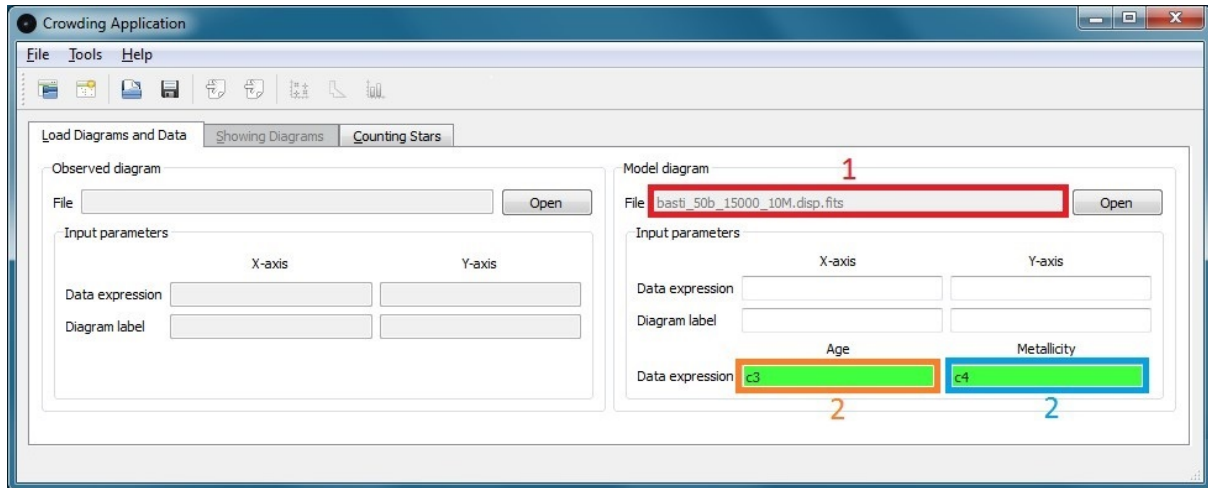 Crowding Application
File Tools Help
Load Diagrams and Data Showing Diagrams Counting Stars
Observed diagram
File Open
Input parameters
X-axis Y-axis
Data expression
Diagram label
Model diagram 1
File basti_50b_15000_10M.disp.fits Open
Input parameters
X-axis Y-axis
Data expression
Diagram label
Age Metallicity
Data expression c3 c4
2 2